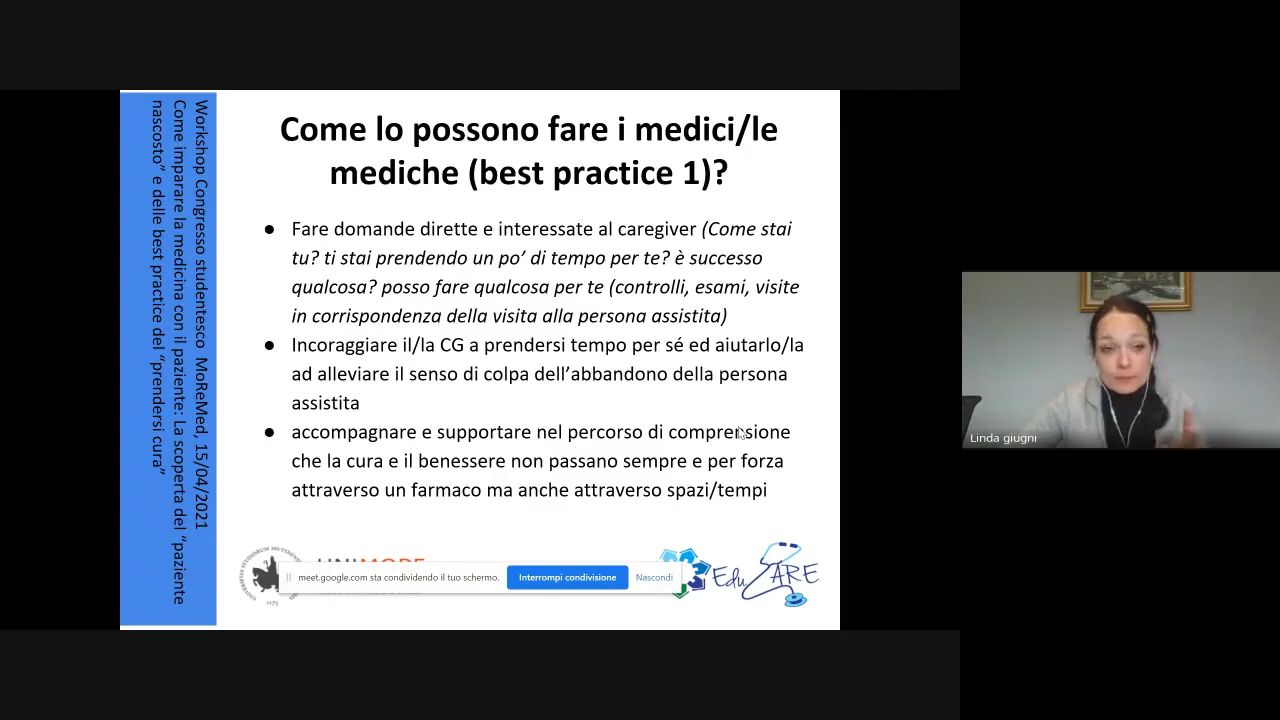 Workshop Congresso studentesco MoReMed, 15/04/2021
Come imparare la medicina con il paziente: La scoperta del “paziente
nascosto” e delle best practice del “prendersi cura”
Come lo possono fare i medici/le
mediche (best practice 1)?
● Fare domande dirette e interessate al caregiver (Come stai
tu? ti stai prendendo un po’ di tempo per te? è successo
qualcosa? posso fare qualcosa per te (controlli, esami, visite
in corrispondenza della visita alla persona assistita)
● Incoraggiare il/la CG a prendersi tempo per sé ed aiutarlo/la
ad alleviare il senso di colpa dell’abbandono della persona
assistita
● accompagnare e supportare nel percorso di comprensione
che la cura e il benessere non passano sempre e per forza
attraverso un farmaco ma anche attraverso spazi/tempi
UNIMORE
meet.google.com sta condividendo il tuo schermo. Interrompi condivisione Nascondi
Edu CARE
1175
Linda giugni